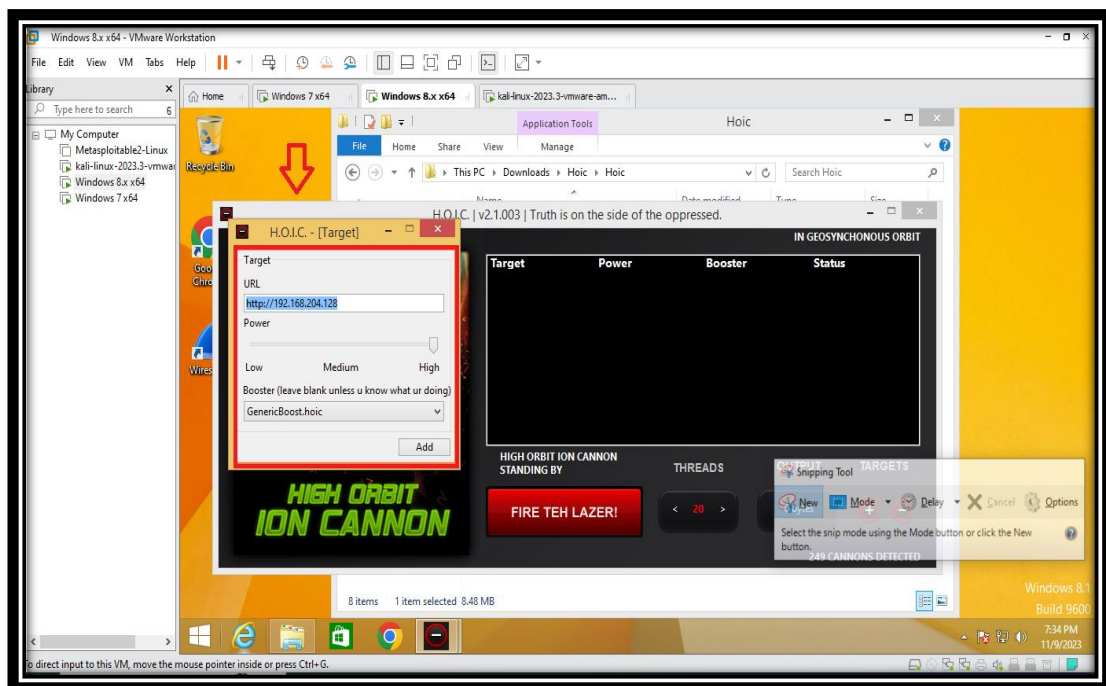 Windows 8.x x64 - VMware Workstation
File Edit View VM Tabs Help
Library
Type here to search
6
My Computer
Metasploitable2-Linux
kali-linux-2023.3-vmwar
Windows 8.x x64
Windows 7 x64
Home
Windows 7 x64
Windows 8.x x64
kali-linux-2023.3-vmware-am...
Recycle Bin
Goo
Chro
Wires
Application Tools
Hoic
File Home Share View Manage
This PC Downloads Hoic Hoic
Search Hoic
Name Date modified Type Size
H.O.I.C. | v2.1.003 | Truth is on the side of the oppressed.
IN GEOSYNCHONOUS ORBIT
Target Power Booster Status
H.O.I.C. - [Target]
Target
URL
http://192.168.204.128
Power
Low Medium High
Booster (leave blank unless u know what ur doing)
GenericBoost.hoic
Add
HIGH ORBIT
ION CANNON
HIGH ORBIT ION CANNON
STANDING BY
FIRE TEH LAZER!
THREADS
< 20 >
OUTPUT
TARGETS
249 CANNONS DETECTED
Snipping Tool
New Mode Delay Cancel Options
Select the snip mode using the Mode button or click the New
button.
8 items 1 item selected 8.48 MB
Windows 8.1
Build 9600
7:34 PM
11/9/2023
o direct input to this VM, move the mouse pointer inside or press Ctrl+G.